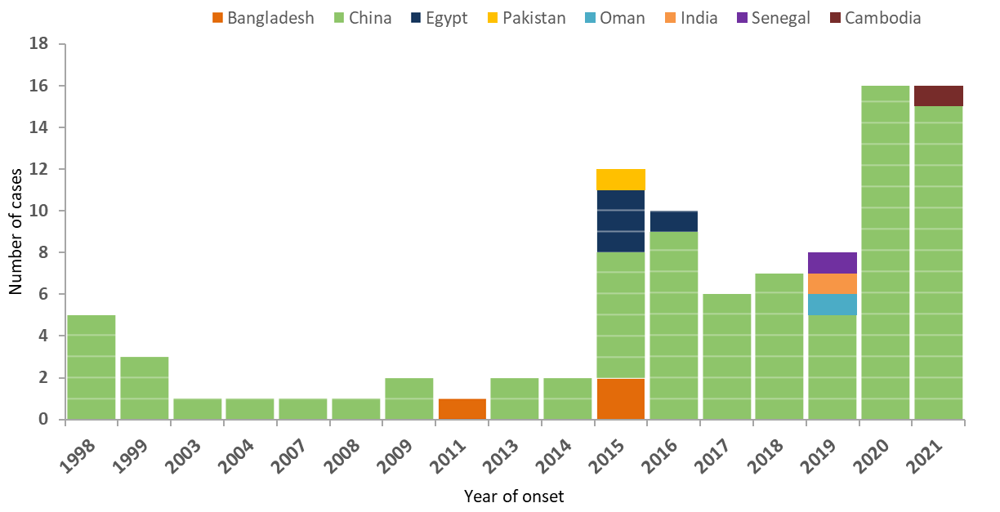 Bangladesh China Egypt Pakistan Oman India Senegal Cambodia
18
16
14
12
10
8
6
4
2
0
Number of cases
1998 1999 2003 2004 2007 2008 2009 2011 2013 2014 2015 2016 2017 2018 2019 2020 2021
Year of onset